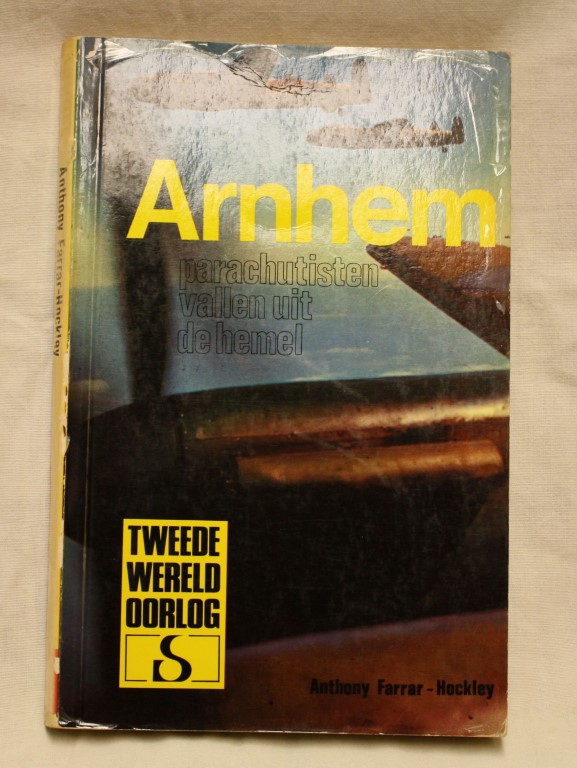 Arnhem
parachutisten
vallen uit
de hemel
TWEEDE
WERELD
OORLOG
S
Anthony Farrar-Hockley
Anthony Farrar-Hockley